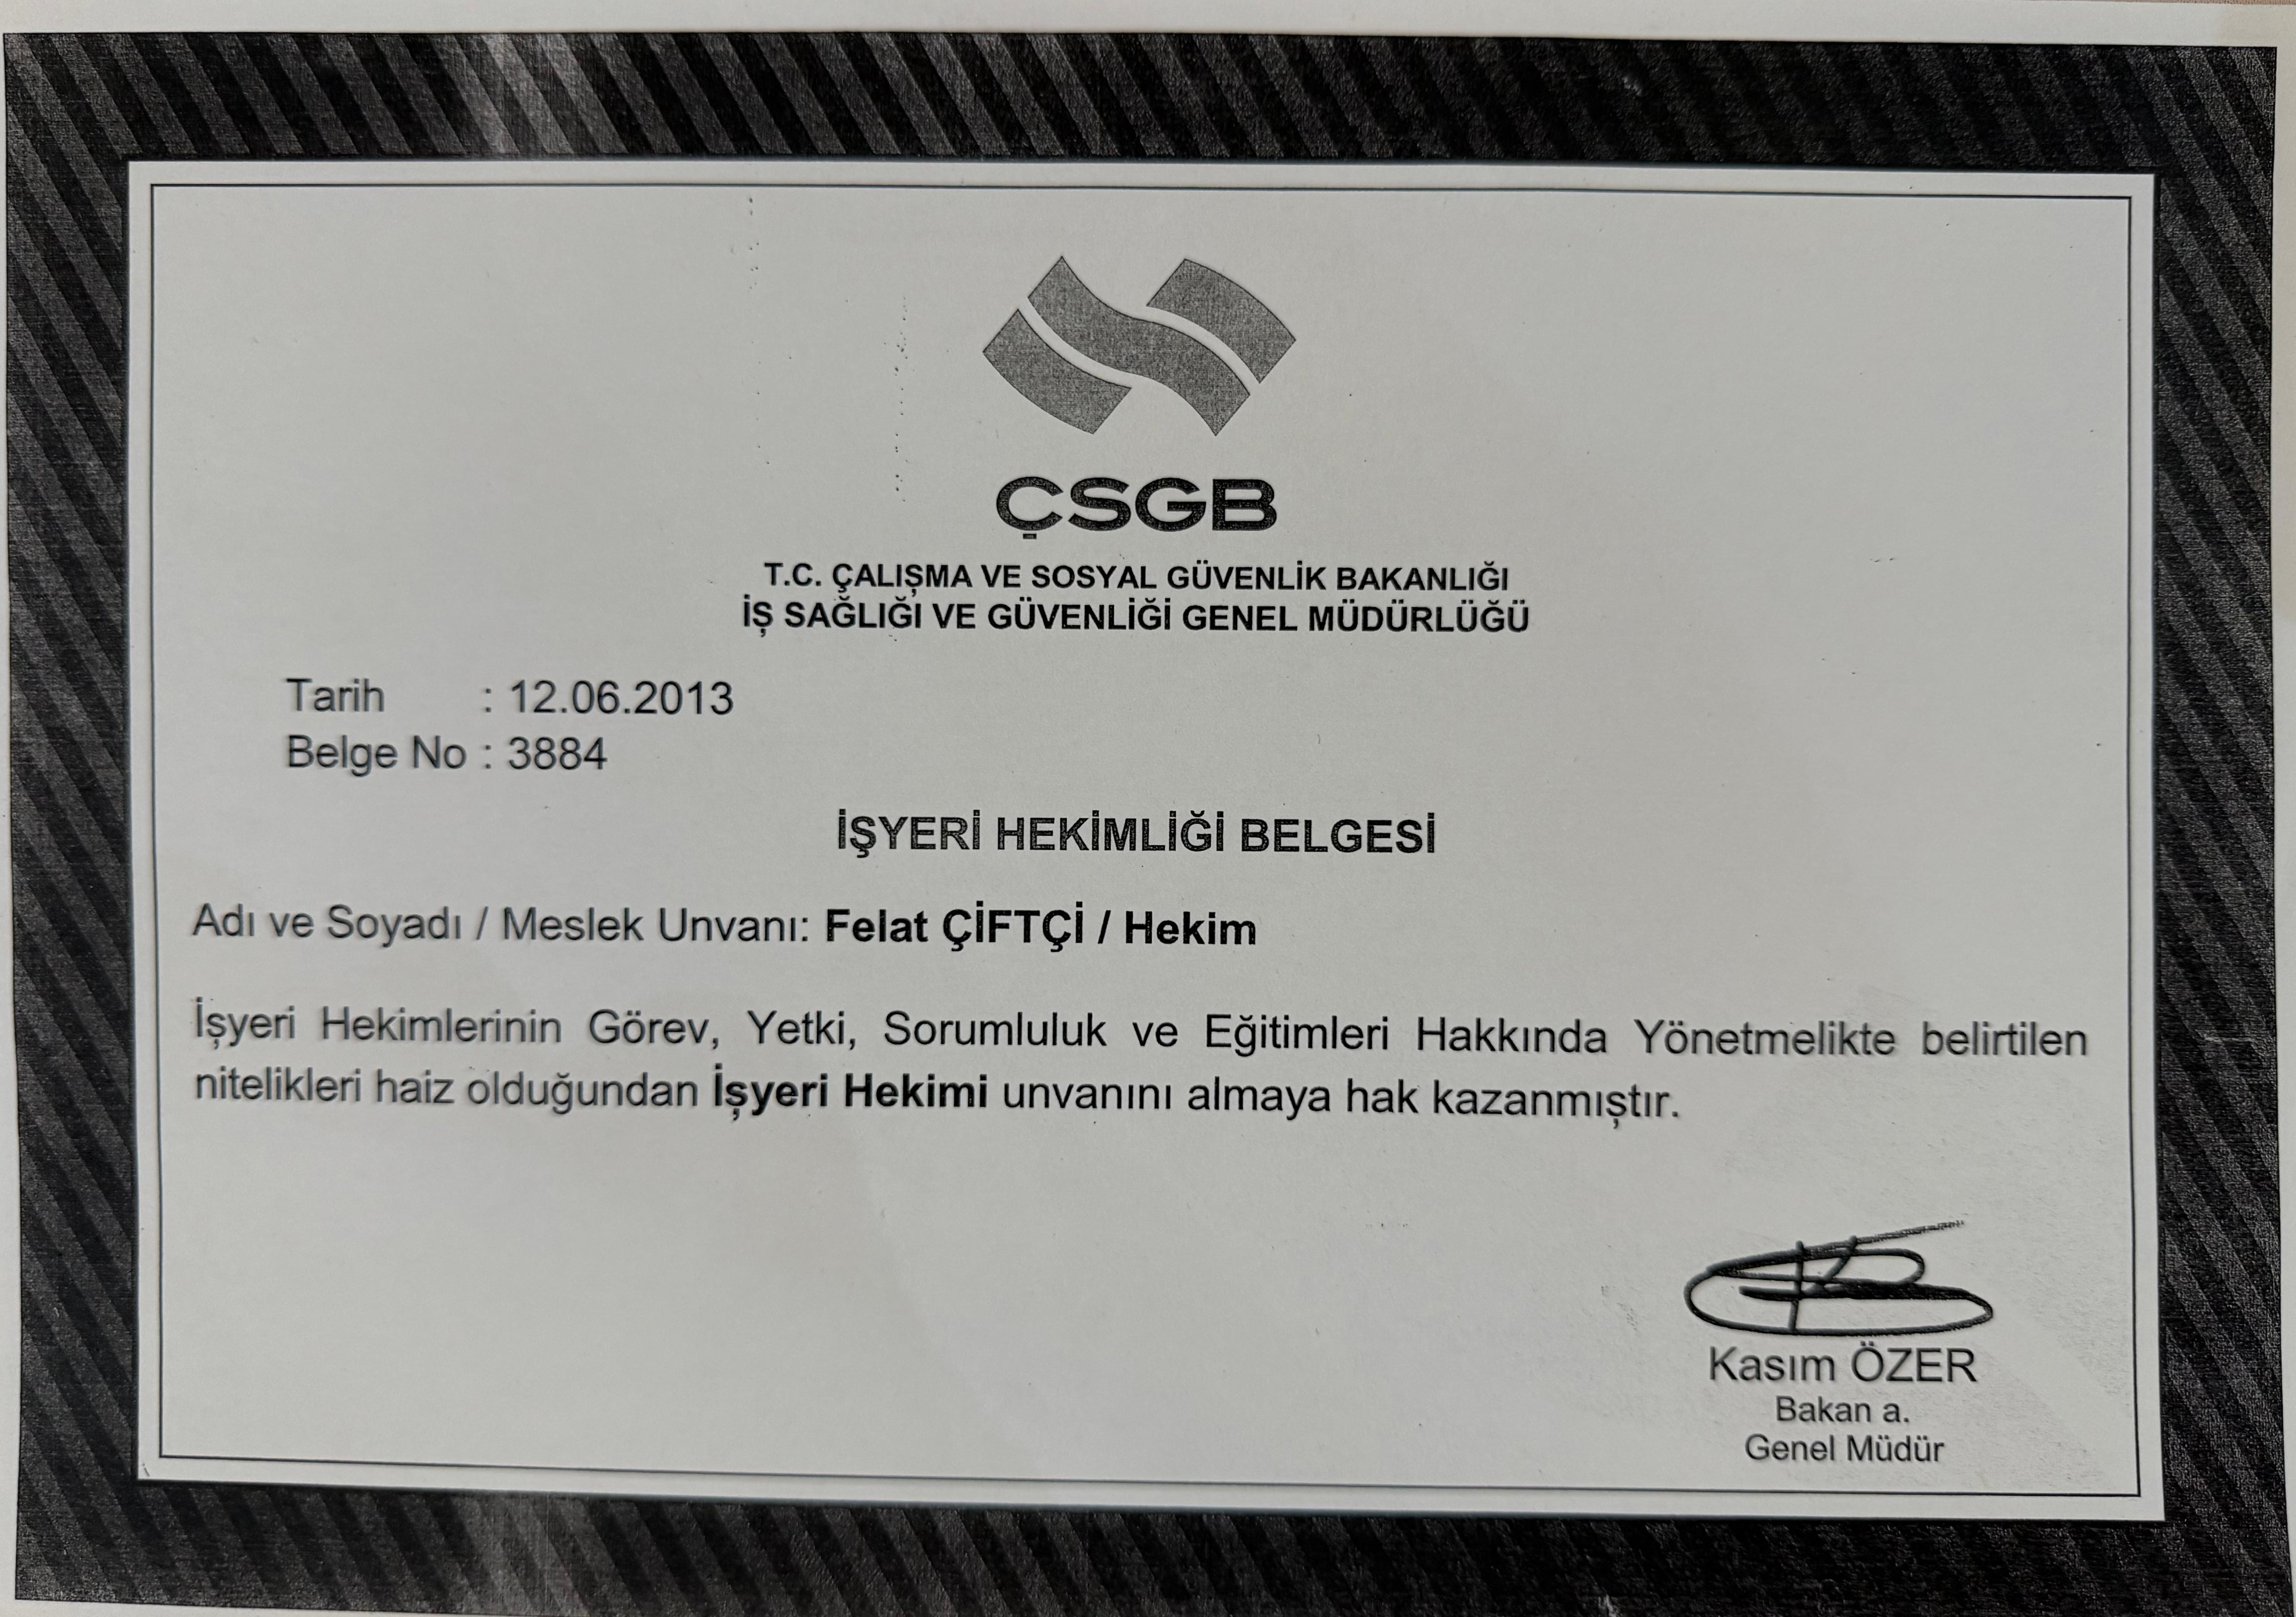 ÇSGB
T.C. ÇALIŞMA VE SOSYAL GÜVENLİK BAKANLIĞI
İŞ SAĞLIĞI VE GÜVENLİĞİ GENEL MÜDÜRLÜĞÜ
Tarih : 12.06.2013
Belge No : 3884
İŞYERİ HEKİMLİĞİ BELGESİ
Adı ve Soyadı / Meslek Unvanı: Felat ÇİFTÇİ / Hekim
İşyeri Hekimlerinin Görev, Yetki, Sorumluluk ve Eğitimleri Hakkında Yönetmelikte belirtilen
nitelikleri haiz olduğundan İşyeri Hekimi unvanını almaya hak kazanmıştır.
Kasım ÖZER
Bakan a.
Genel Müdür